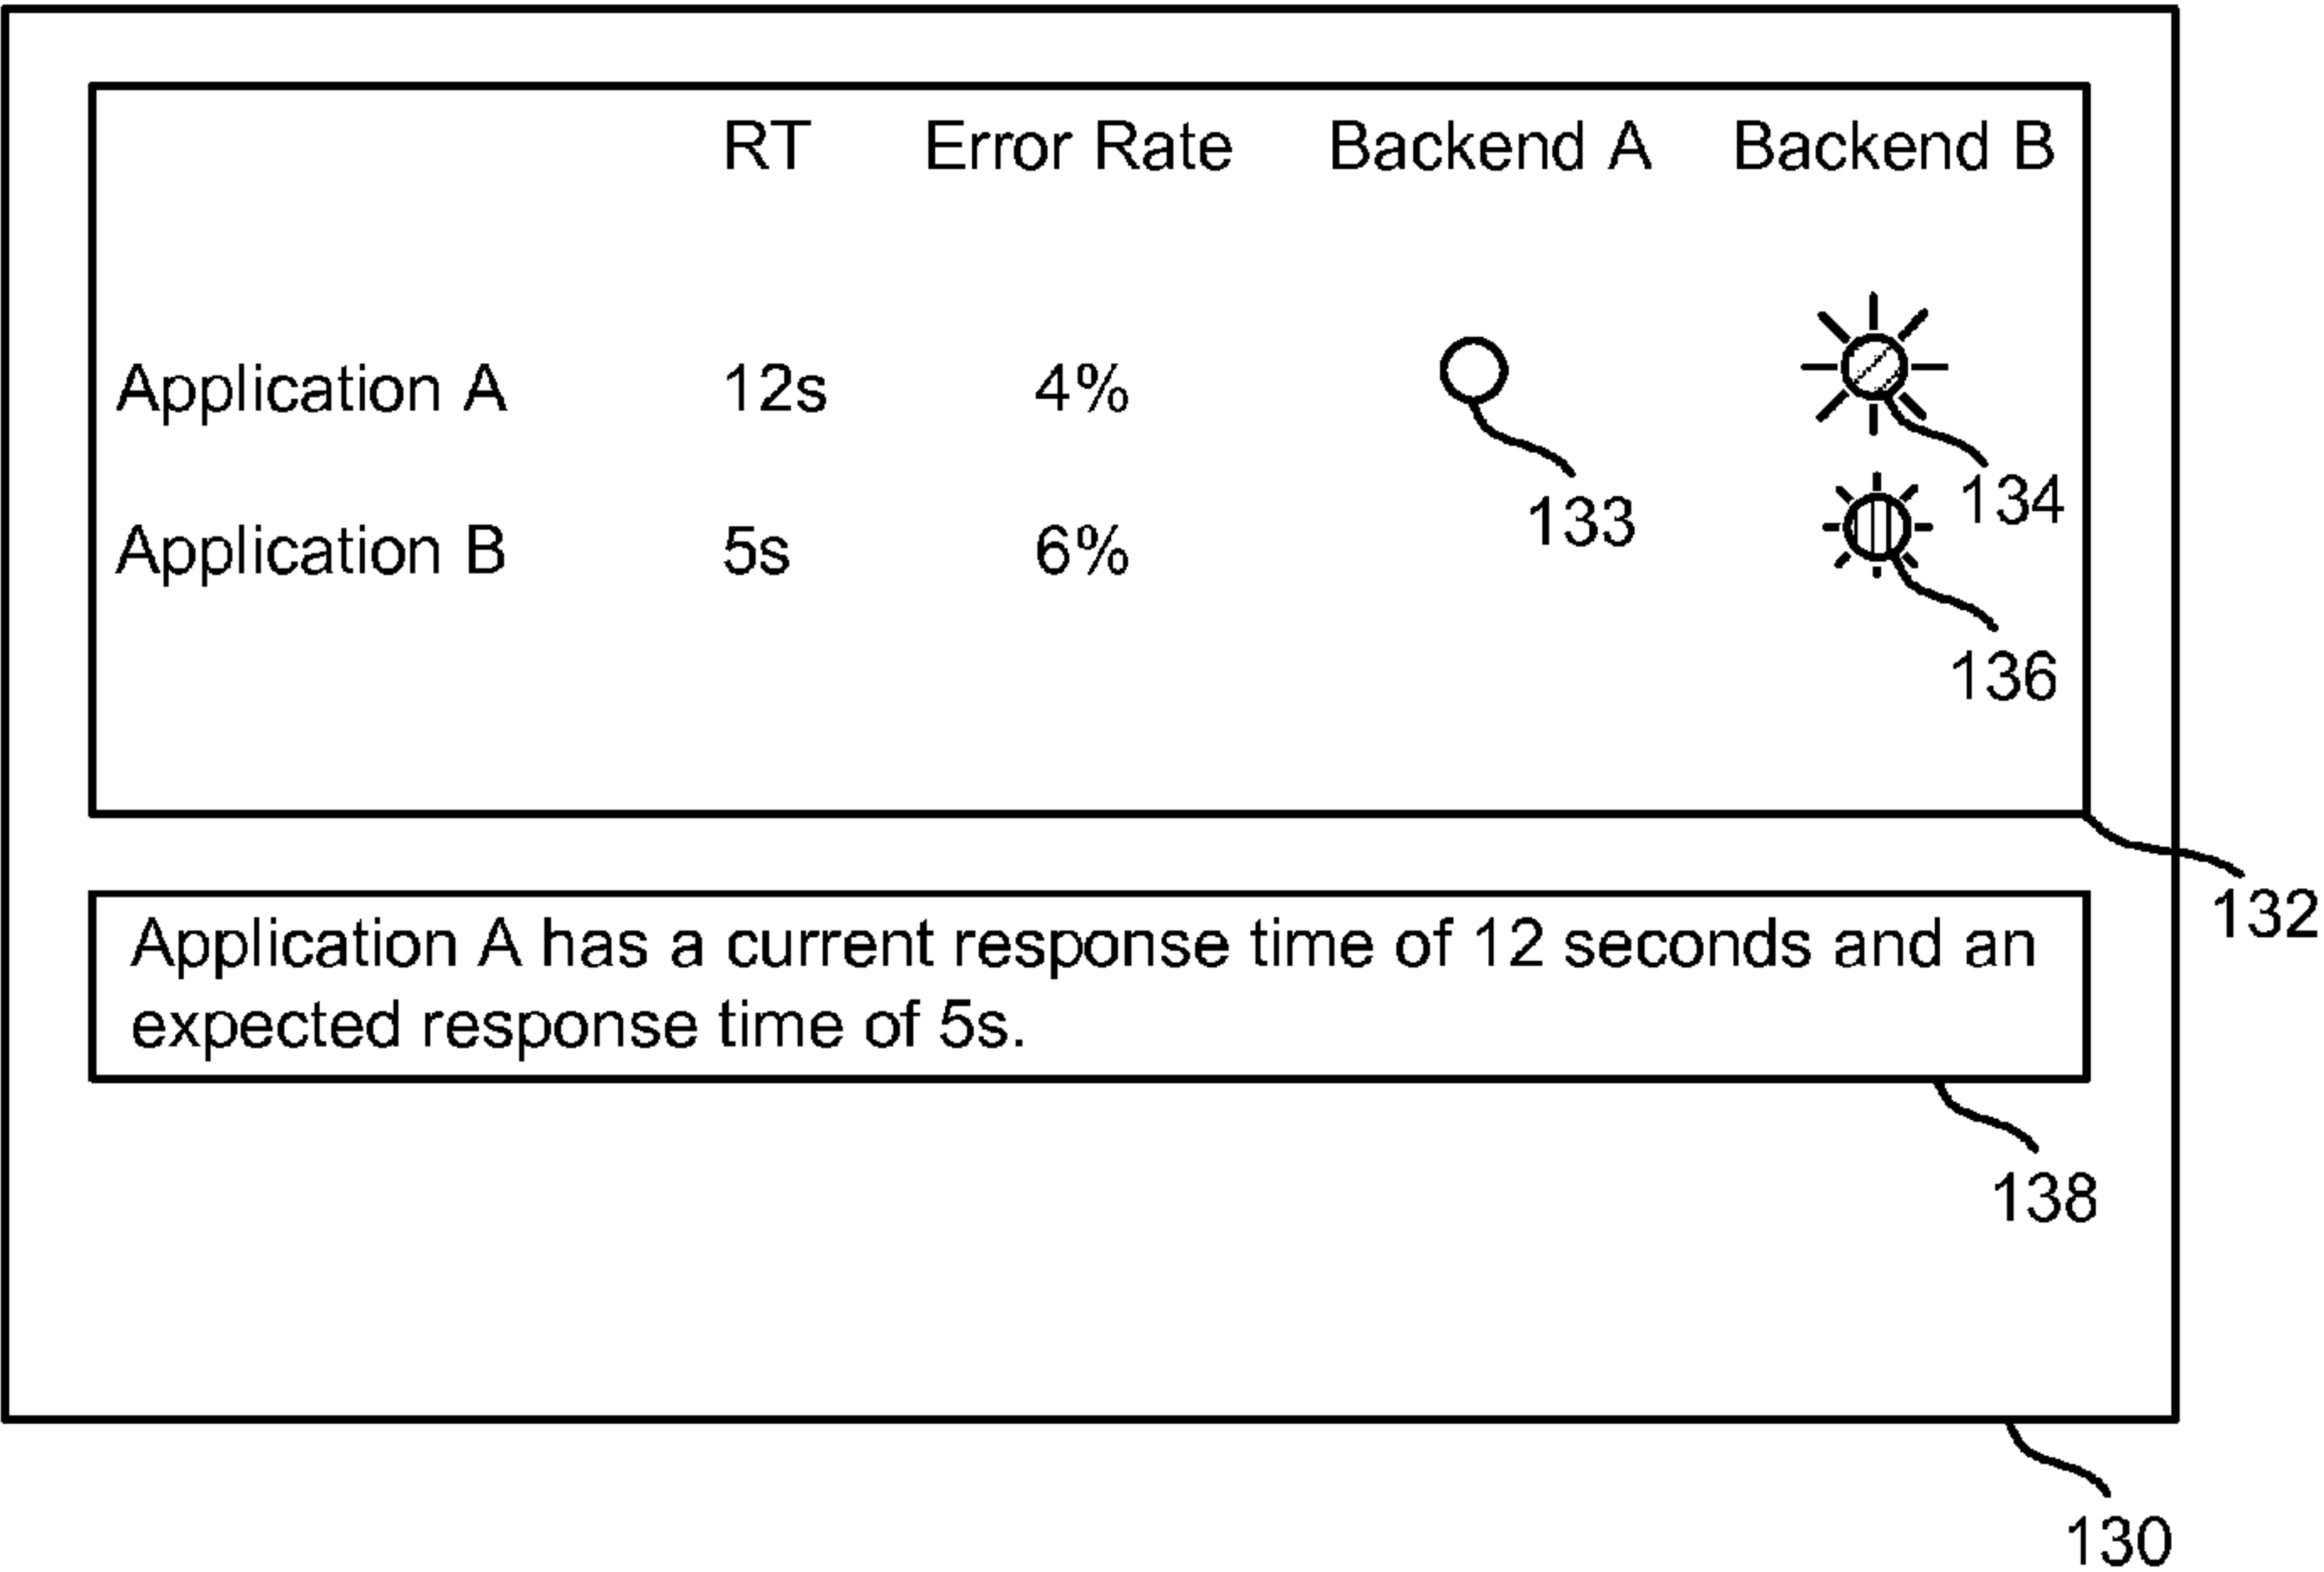 RT Error Rate Backend A Backend B
Application A 12s 4%
133
134
Application B 5s 6%
136
132
Application A has a current response time of 12 seconds and an
expected response time of 5s.
138
130